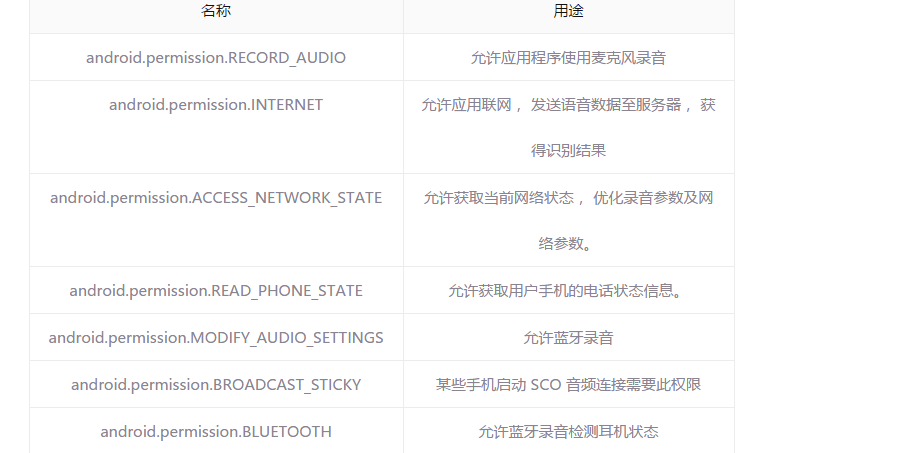 名称 用途
android.permission.RECORD_AUDIO 允许应用程序使用麦克风录音
android.permission.INTERNET 允许应用联网 ， 发送语音数据至服务器 ， 获
得识别结果
android.permission.ACCESS_NETWORK_STATE 允许获取当前网络状态 ， 优化录音参数及网
络参数。
android.permission.READ_PHONE_STATE 允许获取用户手机的电话状态信息。
android.permission.MODIFY_AUDIO_SETTINGS 允许蓝牙录音
android.permission.BROADCAST_STICKY 某些手机启动 SCO 音频连接需要此权限
android.permission.BLUETOOTH 允许蓝牙录音检测耳机状态